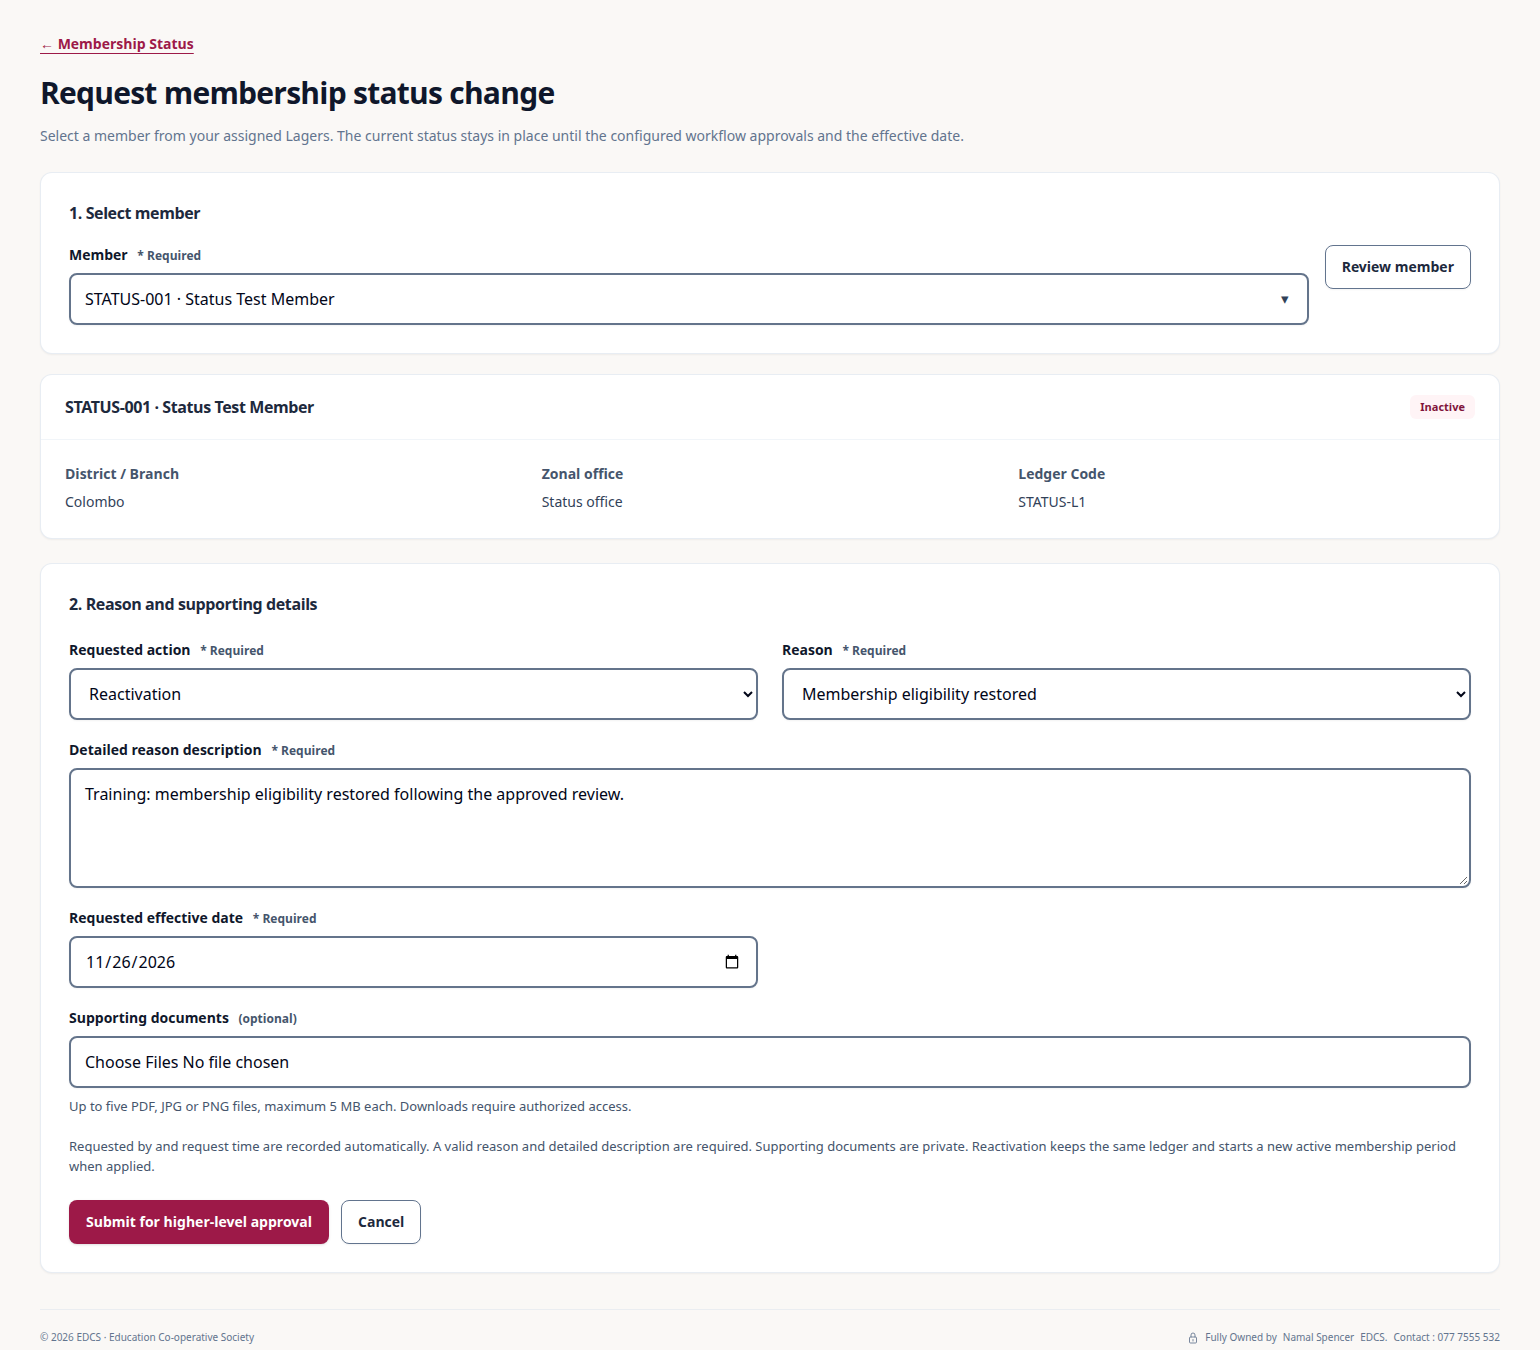 ← Membership Status
Request membership status change
Select a member from your assigned Lagers. The current status stays in place until the configured workflow approvals and the effective date.
1. Select member
Member * Required
Review member
STATUS-001 · Status Test Member
STATUS-001 · Status Test Member
Inactive
District / Branch
Zonal office
Ledger Code
Colombo
Status office
STATUS-L1
2. Reason and supporting details
Requested action * Required
Reason * Required
Reactivation
Membership eligibility restored
Detailed reason description * Required
Training: membership eligibility restored following the approved review.
Requested effective date * Required
11/26/2026
Supporting documents (optional)
Choose Files No file chosen
Up to five PDF, JPG or PNG files, maximum 5 MB each. Downloads require authorized access.
Requested by and request time are recorded automatically. A valid reason and detailed description are required. Supporting documents are private. Reactivation keeps the same ledger and starts a new active membership period
when applied.
Submit for higher-level approval
Cancel
© 2026 EDCS · Education Co-operative Society
Fully Owned by Namal Spencer EDCS. Contact : 077 7555 532